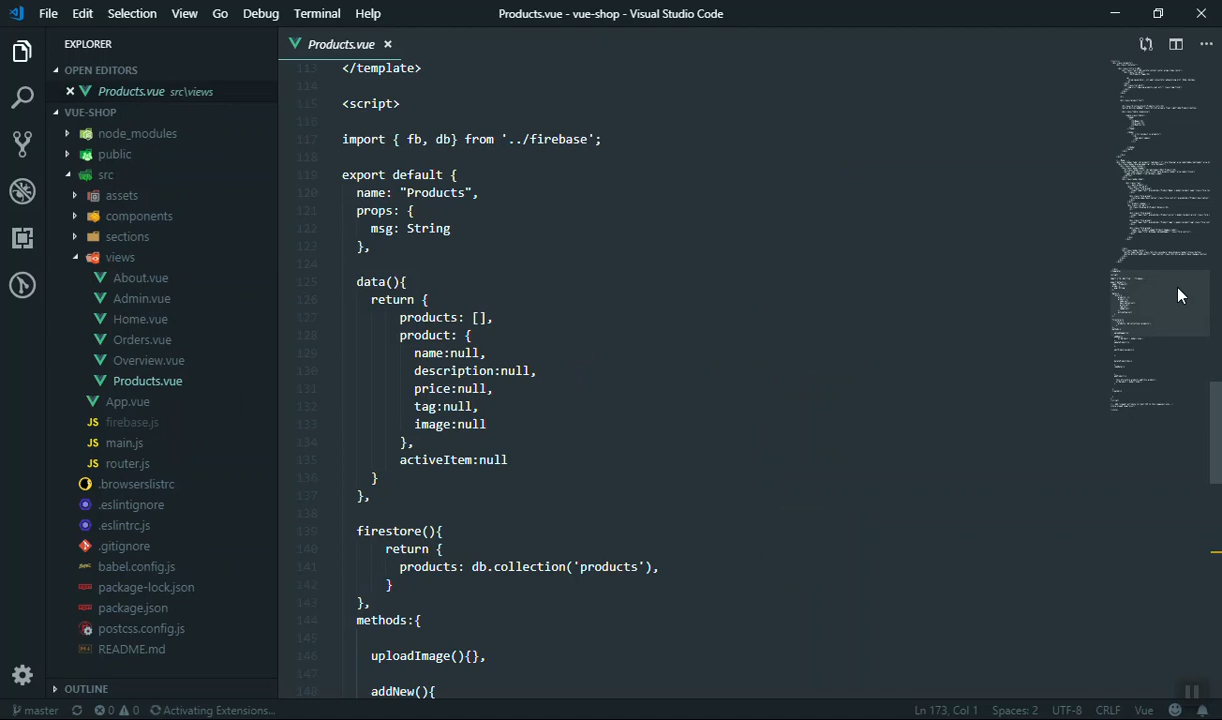 File Edit Selection View Go Debug Terminal Help
Products.vue - vue-shop - Visual Studio Code
EXPLORER
OPEN EDITORS
Products.vue src\views
VUE-SHOP
node_modules
public
src
assets
components
sections
views
About.vue
Admin.vue
Home.vue
Orders.vue
Overview.vue
Products.vue
App.vue
JS firebase.js
JS main.js
JS router.js
.browserslistrc
.eslintignore
.eslintrc.js
.gitignore
babel.config.js
package-lock.json
package.json
postcss.config.js
README.md
OUTLINE
Products.vue
113 </template>
114
115 <script>
116
117 import { fb, db} from '../firebase';
118
119 export default {
120 name: "Products",
121 props: {
122 msg: String
123 },
124
125 data(){
126 return {
127 products: [],
128 product: {
129 name:null,
130 description:null,
131 price:null,
132 tag:null,
133 image:null
134 },
135 activeItem:null
136 }
137 },
138
139 firestore(){
140 return {
141 products: db.collection('products'),
142 }
143 },
144 methods:{
145
146 uploadImage(){},
147
148 addNew(){
master 0 0 Activating Extensions... Ln 173, Col 1 Spaces: 2 UTF-8 CRLF Vue